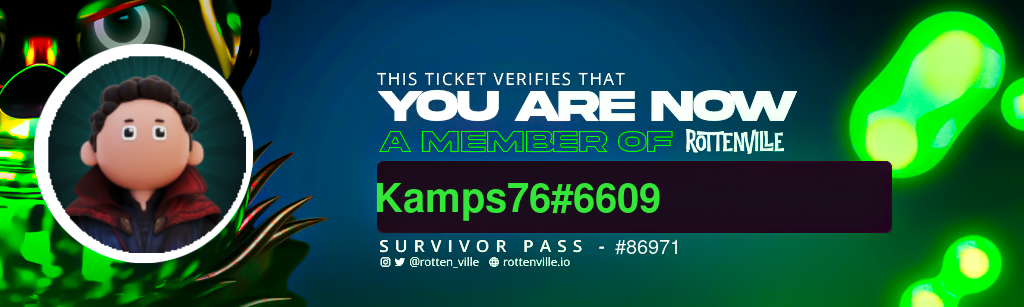 THIS TICKET VERIFIES THAT
YOU ARE NOW
A MEMBER OF ROTTENVILLE
Kamps76#6609
SURVIVOR PASS - #86971
@rotten_ville rottenville.io